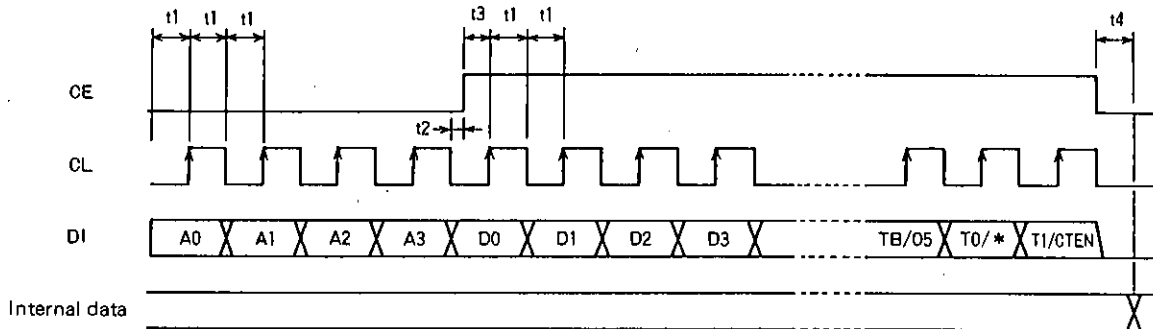 t1 t1 t1 t3 t1 t1 t4
CE
t2
CL
DI A0 A1 A2 A3 D0 D1 D2 D3 TB/05 T0/* T1/CTEN
Internal data